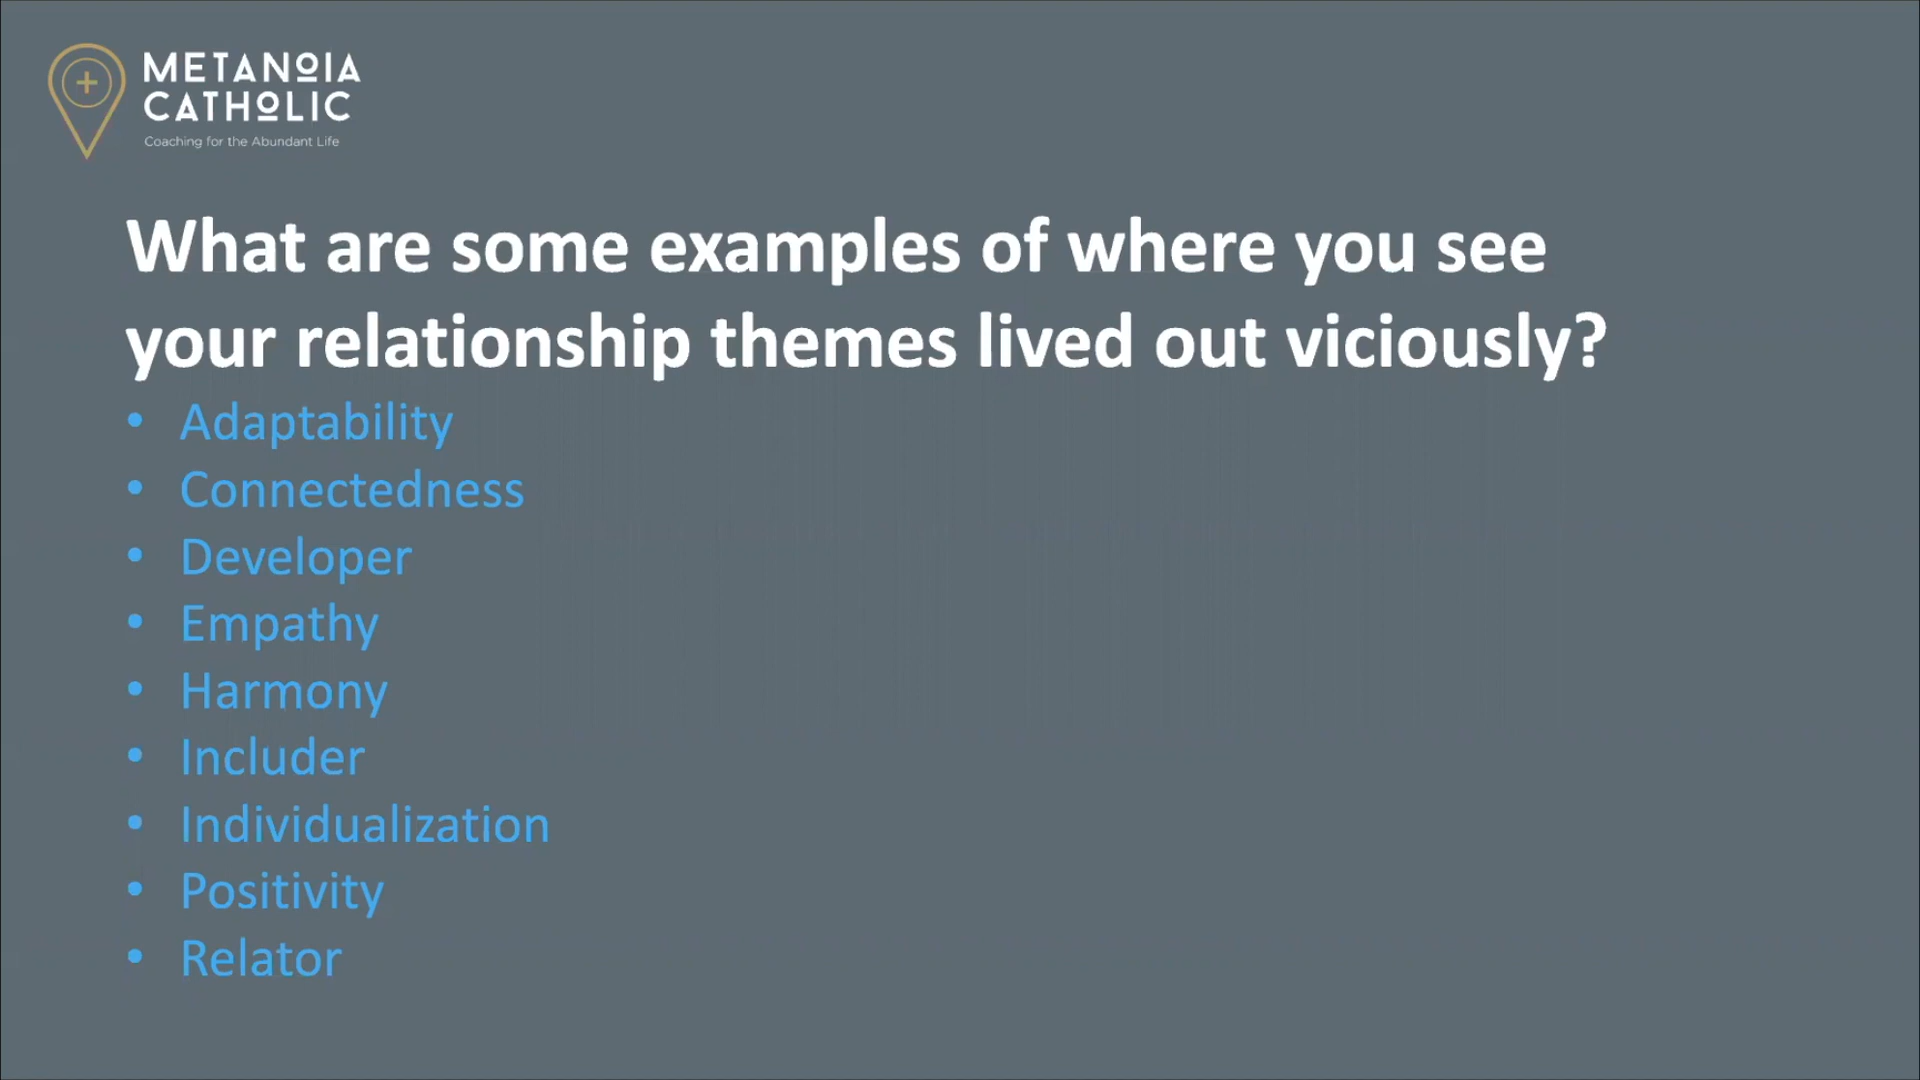 METANOIA
CATHOLIC
Coaching for the Abundant Life
What are some examples of where you see
your relationship themes lived out viciously?
• Adaptability
• Connectedness
• Developer
• Empathy
• Harmony
• Includer
• Individualization
• Positivity
• Relator